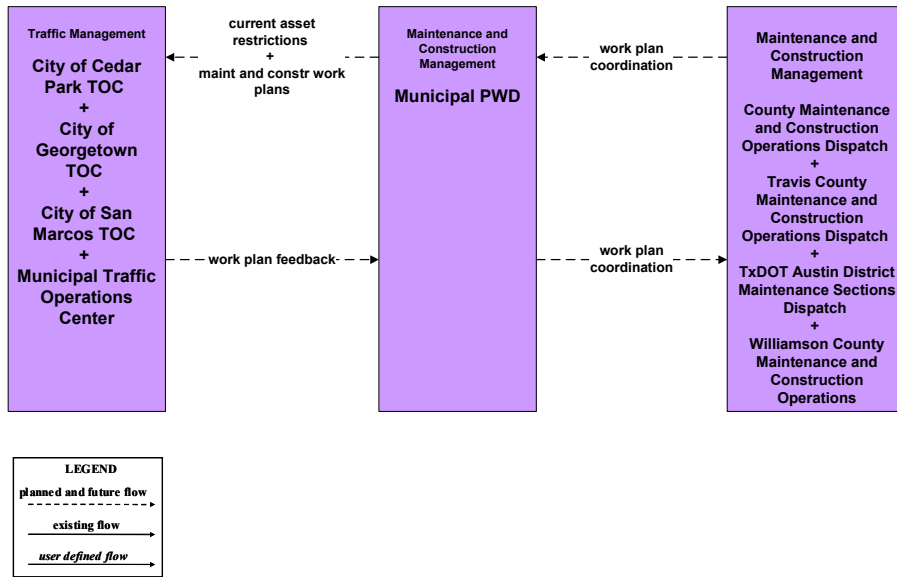 Traffic Management
City of Cedar
Park TOC
+
City of
Georgetown
TOC
+
City of San
Marcos TOC
+
Municipal Traffic
Operations
Center
current asset
restrictions
+
maint and constr work
plans
work plan feedback
Maintenance and
Construction
Management
Municipal PWD
work plan
coordination
work plan
coordination
Maintenance and
Construction
Management
County Maintenance
and Construction
Operations Dispatch
+
Travis County
Maintenance and
Construction
Operations Dispatch
+
TxDOT Austin District
Maintenance Sections
Dispatch
+
Williamson County
Maintenance and
Construction
Operations
LEGEND
planned and future flow
existing flow
user defined flow